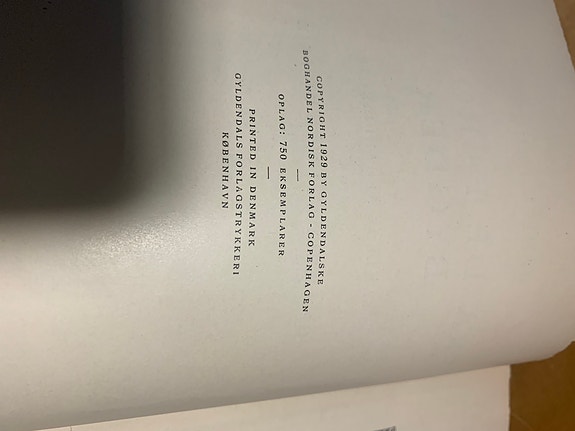 COPYRIGHT 1929 BY GYLDENDALSKE
BOGHANDEL NORDISK FORLAG - COPENHAGEN
OPLAG: 750 EKSEMPLARER
PRINTED IN DENMARK
GYLDENDALS FORLAGSTRYKKERI
KØBENHAVN